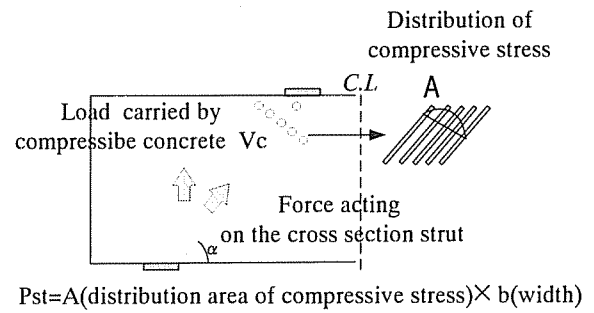 Distribution of
compressive stress
C.L
A
Load carried by
compressibe concrete Vc
Force acting
on the cross section strut
α
Pst=A(distribution area of compressive stress)× b(width)